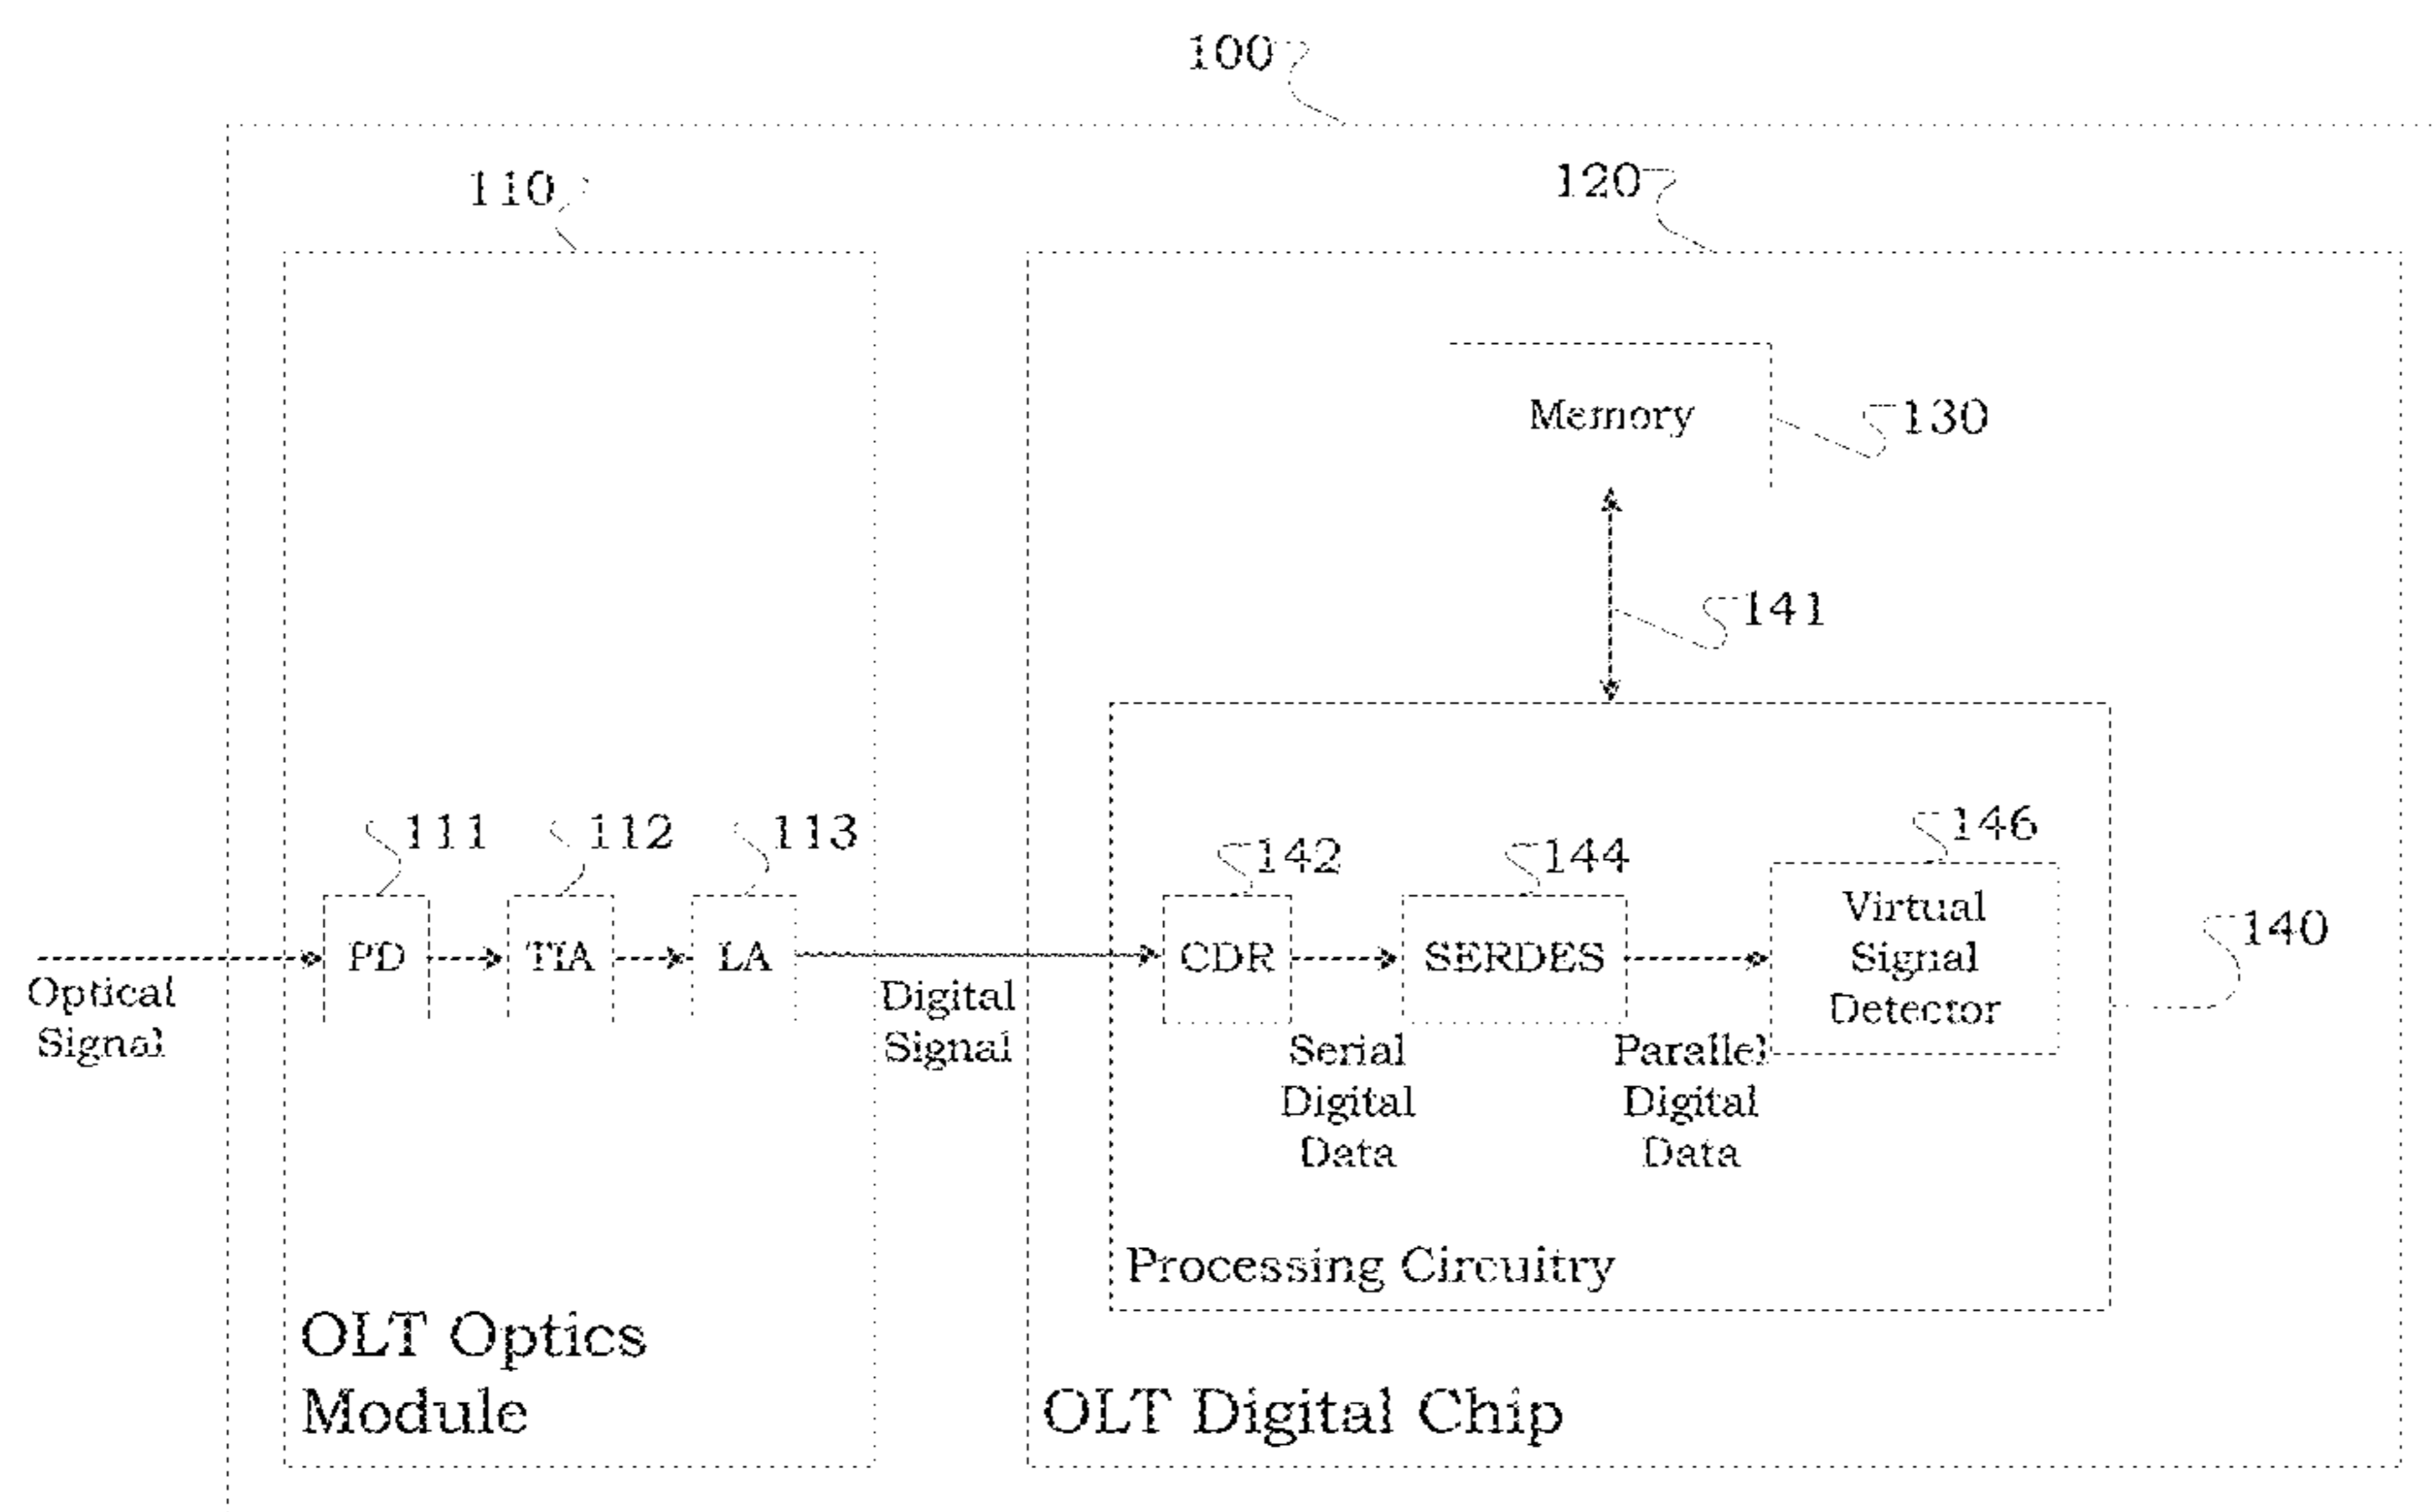 100
110
120
Memory
130
141
111
112
113
142
144
146
PD
TIA
LA
CDR
SERDES
Virtual
Signal
Detector
140
Optical
Signal
Digital
Signal
Serial
Digital
Data
Parallel
Digital
Data
Processing Circuitry
OLT Optics
Module
OLT Digital Chip